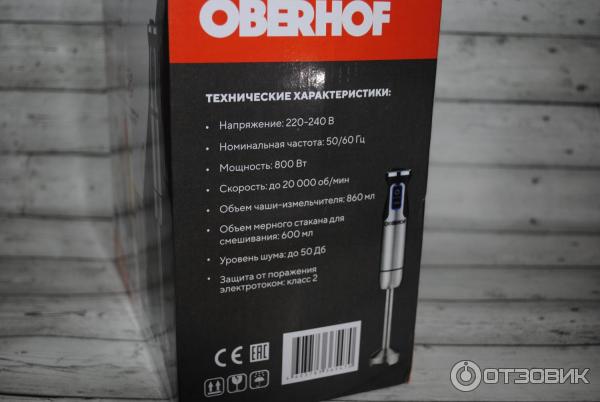 OBERHOF
ТЕХНИЧЕСКИЕ ХАРАКТЕРИСТИКИ:
• Напряжение: 220-240 В
• Номинальная частота: 50/60 Гц
• Мощность: 800 Вт
• Скорость: до 20 000 об/мин
• Объем чаши-измельчителя: 860 мл
• Объем мерного стакана для
смешивания: 600 мл
• Уровень шума: до 50 Дб
• Защита от поражения
электротоком: класс 2
OBERHOF
CE EAC
ОТЗОВИК